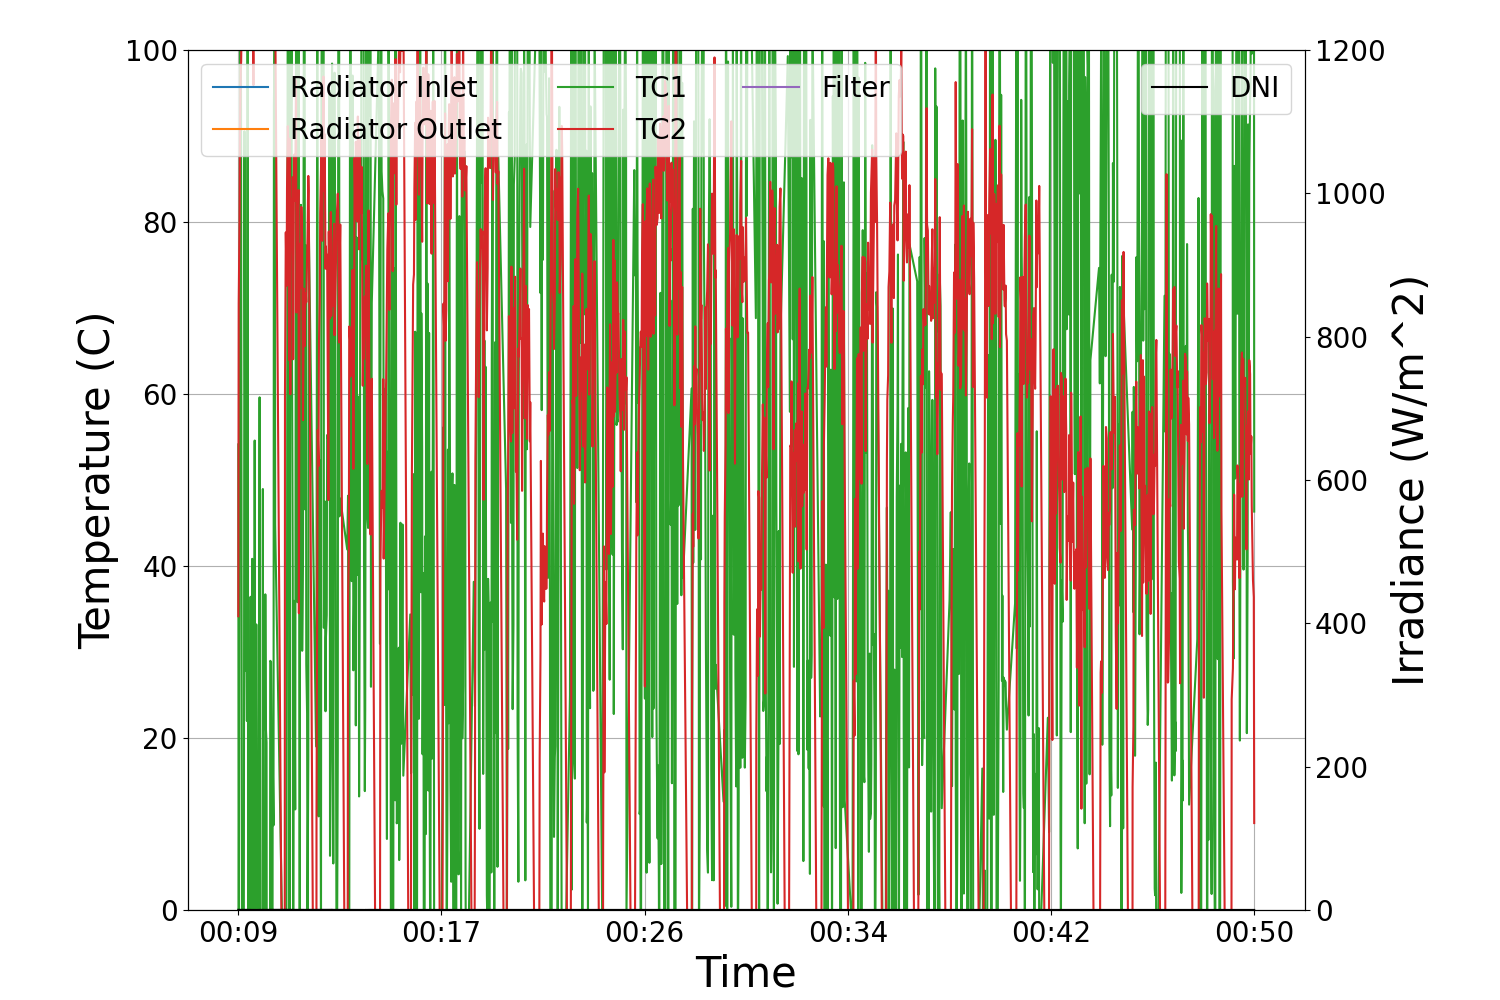 Radiator Inlet
Radiator Outlet
TC1
TC2
Filter
DNI
Temperature (C)
100
80
60
40
20
0
1200
1000
800
600
400
200
0
Irradiance (W/m^2)
00:09 00:17 00:26 00:34 00:42 00:50
Time